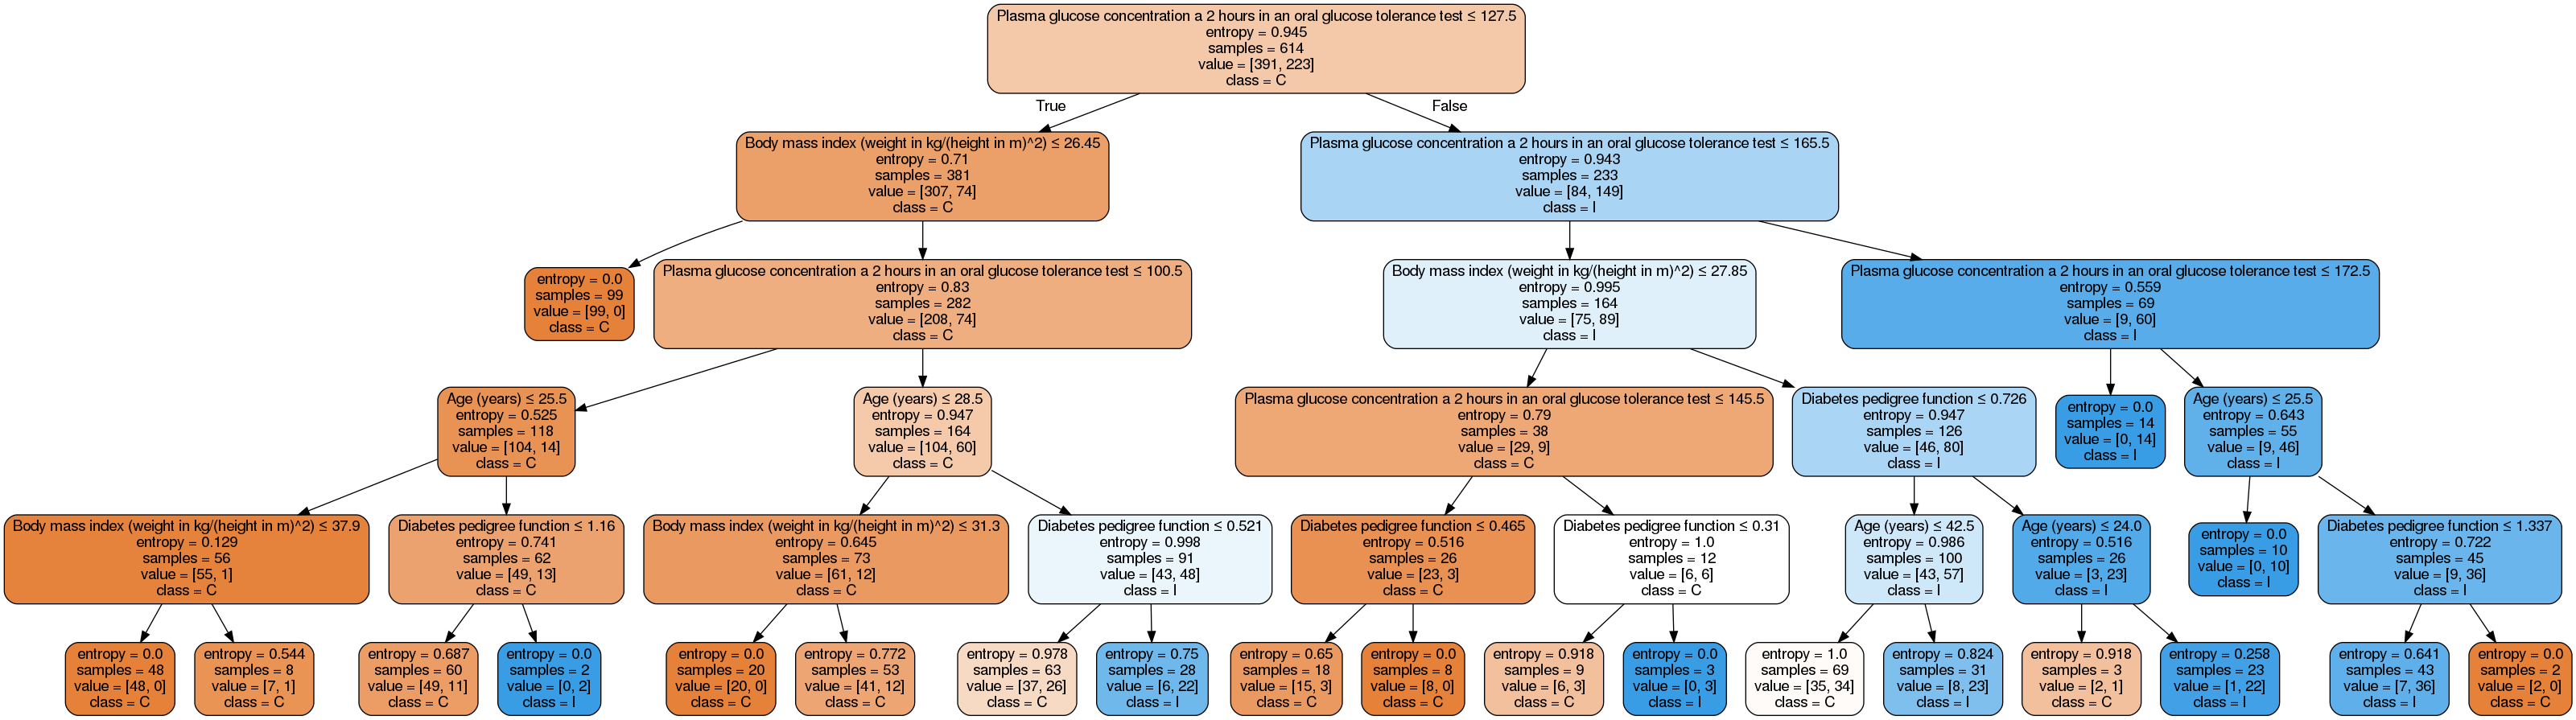 Plasma glucose concentration a 2 hours in an oral glucose tolerance test ≤ 127.5
entropy = 0.945
samples = 614
value = [391, 223]
class = C
True
False
Body mass index (weight in kg/(height in m)^2) ≤ 26.45
entropy = 0.71
samples = 381
value = [307, 74]
class = C
Plasma glucose concentration a 2 hours in an oral glucose tolerance test ≤ 165.5
entropy = 0.943
samples = 233
value = [84, 149]
class = I
entropy = 0.0
samples = 99
value = [99, 0]
class = C
Plasma glucose concentration a 2 hours in an oral glucose tolerance test ≤ 100.5
entropy = 0.83
samples = 282
value = [208, 74]
class = C
Body mass index (weight in kg/(height in m)^2) ≤ 27.85
entropy = 0.995
samples = 164
value = [75, 89]
class = I
Plasma glucose concentration a 2 hours in an oral glucose tolerance test ≤ 172.5
entropy = 0.559
samples = 69
value = [9, 60]
class = I
Age (years) ≤ 25.5
entropy = 0.525
samples = 118
value = [104, 14]
class = C
Age (years) ≤ 28.5
entropy = 0.947
samples = 164
value = [104, 60]
class = C
Plasma glucose concentration a 2 hours in an oral glucose tolerance test ≤ 145.5
entropy = 0.79
samples = 38
value = [29, 9]
class = C
Diabetes pedigree function ≤ 0.726
entropy = 0.947
samples = 126
value = [46, 80]
class = I
entropy = 0.0
samples = 14
value = [0, 14]
class = I
Age (years) ≤ 25.5
entropy = 0.643
samples = 55
value = [9, 46]
class = I
Body mass index (weight in kg/(height in m)^2) ≤ 37.9
entropy = 0.129
samples = 56
value = [55, 1]
class = C
Diabetes pedigree function ≤ 1.16
entropy = 0.741
samples = 62
value = [49, 13]
class = C
Body mass index (weight in kg/(height in m)^2) ≤ 31.3
entropy = 0.645
samples = 73
value = [61, 12]
class = C
Diabetes pedigree function ≤ 0.521
entropy = 0.998
samples = 91
value = [43, 48]
class = I
Diabetes pedigree function ≤ 0.465
entropy = 0.516
samples = 26
value = [23, 3]
class = C
Diabetes pedigree function ≤ 0.31
entropy = 1.0
samples = 12
value = [6, 6]
class = C
Age (years) ≤ 42.5
entropy = 0.986
samples = 100
value = [43, 57]
class = I
Age (years) ≤ 24.0
entropy = 0.516
samples = 26
value = [3, 23]
class = I
entropy = 0.0
samples = 10
value = [0, 10]
class = I
Diabetes pedigree function ≤ 1.337
entropy = 0.722
samples = 45
value = [9, 36]
class = I
entropy = 0.0
samples = 48
value = [48, 0]
class = C
entropy = 0.544
samples = 8
value = [7, 1]
class = C
entropy = 0.687
samples = 60
value = [49, 11]
class = C
entropy = 0.0
samples = 2
value = [0, 2]
class = I
entropy = 0.0
samples = 20
value = [20, 0]
class = C
entropy = 0.772
samples = 53
value = [41, 12]
class = C
entropy = 0.978
samples = 63
value = [37, 26]
class = C
entropy = 0.75
samples = 28
value = [6, 22]
class = I
entropy = 0.65
samples = 18
value = [15, 3]
class = C
entropy = 0.0
samples = 8
value = [8, 0]
class = C
entropy = 0.918
samples = 9
value = [6, 3]
class = C
entropy = 0.0
samples = 3
value = [0, 3]
class = I
entropy = 1.0
samples = 69
value = [35, 34]
class = C
entropy = 0.824
samples = 31
value = [8, 23]
class = I
entropy = 0.918
samples = 3
value = [2, 1]
class = C
entropy = 0.258
samples = 23
value = [1, 22]
class = I
entropy = 0.641
samples = 43
value = [7, 36]
class = I
entropy = 0.0
samples = 2
value = [2, 0]
class = C